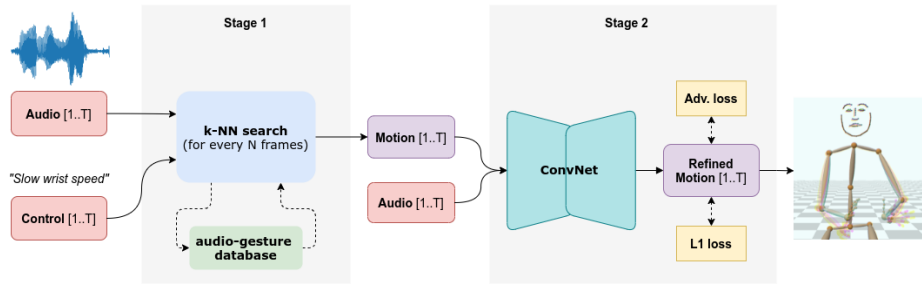 Stage 1
Stage 2
Audio [1..T]
"Slow wrist speed"
Control [1..T]
k-NN search
(for every N frames)
audio-gesture
database
Motion [1..T]
Audio [1..T]
ConvNet
Adv. loss
Refined
Motion [1..T]
L1 loss